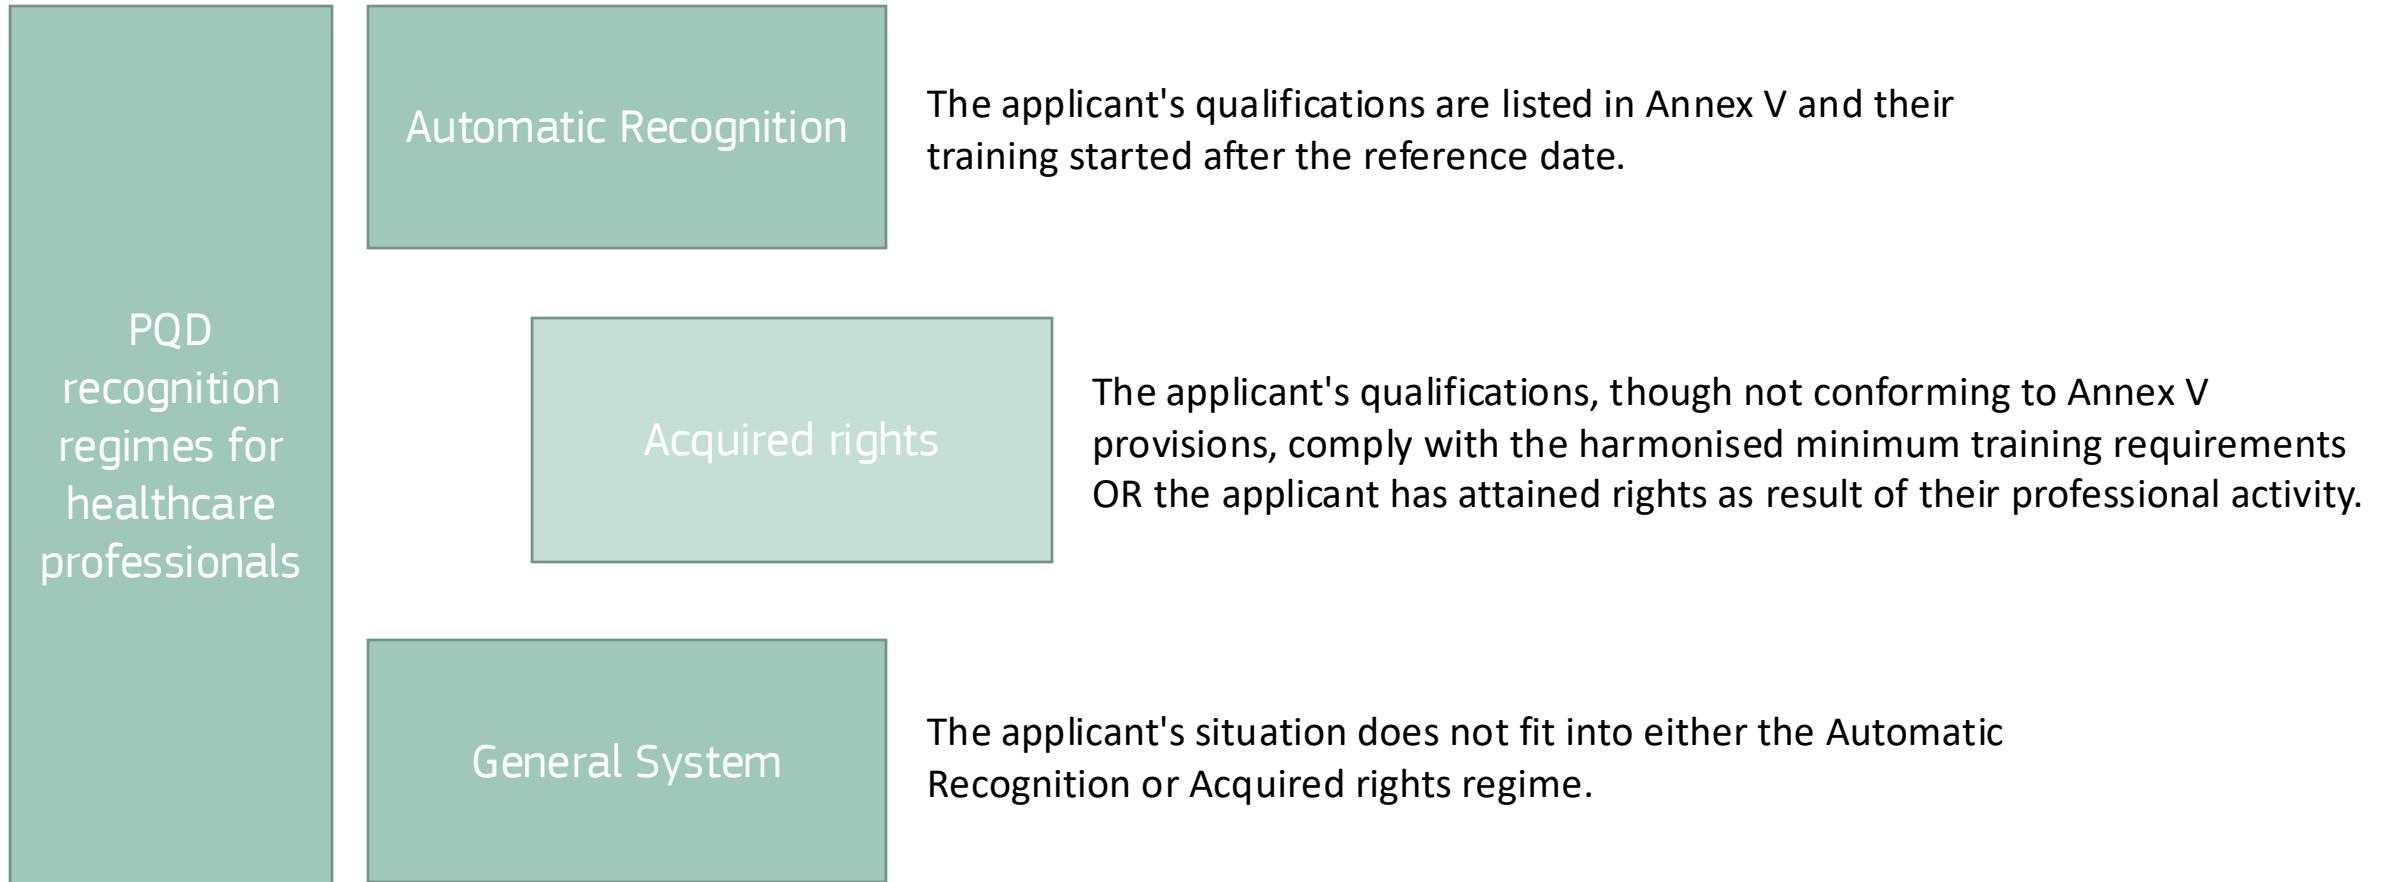 PQD
recognition
regimes for
healthcare
professionals
Automatic Recognition
The applicant's qualifications are listed in Annex V and their
training started after the reference date.
Acquired rights
The applicant's qualifications, though not conforming to Annex V
provisions, comply with the harmonised minimum training requirements
OR the applicant has attained rights as result of their professional activity.
General System
The applicant's situation does not fit into either the Automatic
Recognition or Acquired rights regime.